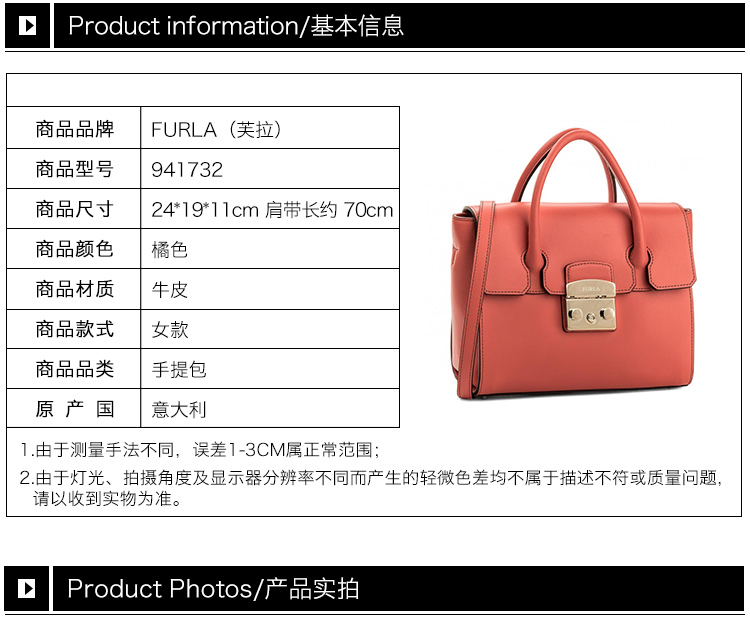 Product information/基本信息
商品品牌 FURLA（芙拉）
商品型号 941732
商品尺寸 24*19*11cm 肩带长约 70cm
商品颜色 橘色
商品材质 牛皮
商品款式 女款
商品品类 手提包
原 产 国 意大利
FURLA
1.由于测量手法不同，误差1-3CM属正常范围；
2.由于灯光、拍摄角度及显示器分辨率不同而产生的轻微色差均不属于描述不符或质量问题，
请以收到实物为准。
Product Photos/产品实拍